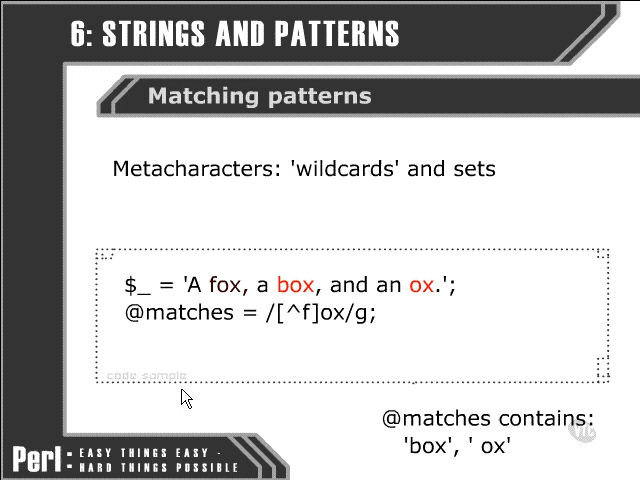 6: STRINGS AND PATTERNS
Matching patterns
Metacharacters: 'wildcards' and sets
$_ = 'A fox, a box, and an ox.';
@matches = /[^f]ox/g;
code sample
@matches contains:
'box', ' ox'
VTC
Perl: EASY THINGS EASY -
HARD THINGS POSSIBLE